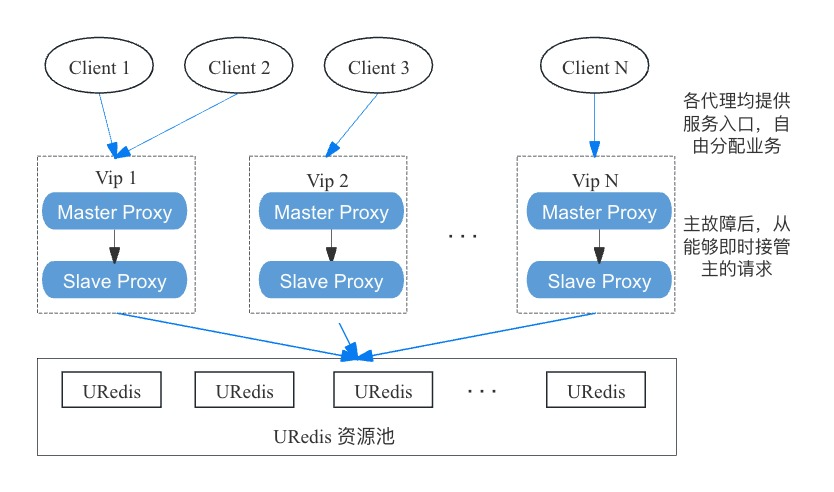 Client 1
Client 2
Client 3
Client N
各代理均提供
服务入口，自
由分配业务
Vip 1
Vip 2
Vip N
Master Proxy
Master Proxy
Master Proxy
主故障后，从
能够即时接管
主的请求
. . .
Slave Proxy
Slave Proxy
Slave Proxy
URedis
URedis
URedis
. . .
URedis
URedis 资源池